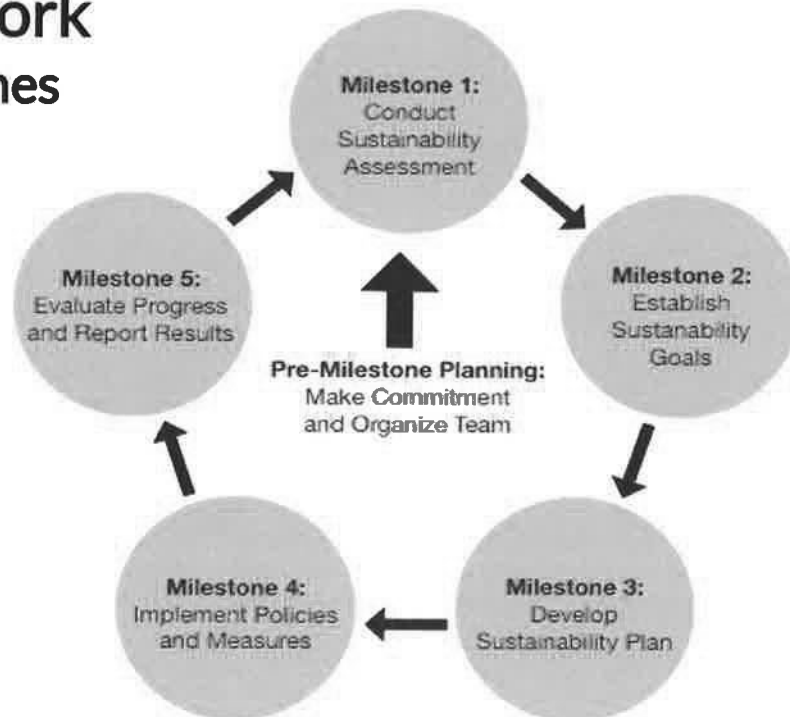 ork
nes
Milestone 1:
Conduct
Sustainability
Assessment
Milestone 2:
Establish
Sustanability
Goals
Milestone 3:
Develop
Sustainability Plan
Milestone 4:
Implement Policies
and Measures
Milestone 5:
Evaluate Progress
and Report Results
Pre-Milestone Planning:
Make Commitment
and Organize Team